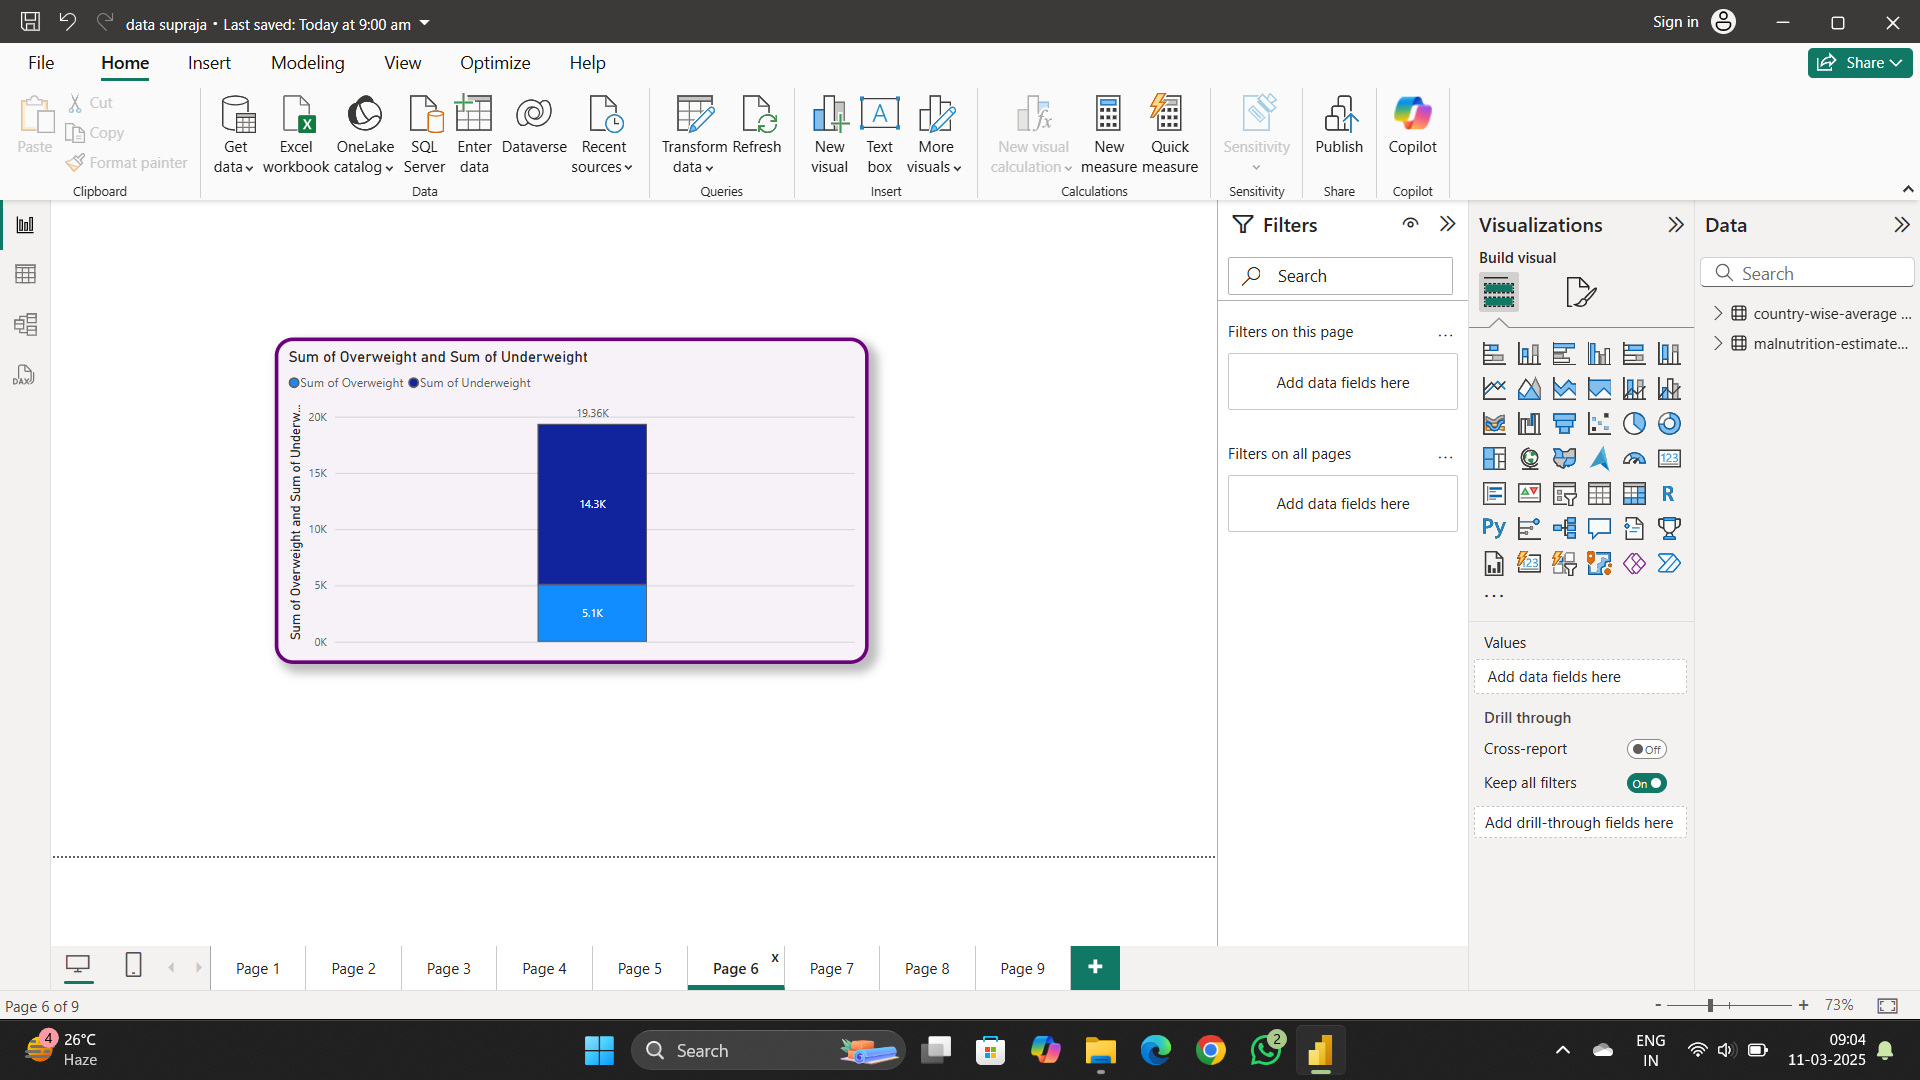 data supraja • Last saved: Today at 9:00 am
Sign in
File Home Insert Modeling View Optimize Help
Share
Paste
Cut
Copy
Format painter
Clipboard
Get data
Excel workbook
OneLake catalog
SQL Server
Enter data
Dataverse
Recent sources
Data
Transform data
Refresh
Queries
New visual
Text box
More visuals
Insert
New visual calculation
New measure
Quick measure
Calculations
Sensitivity
Sensitivity
Publish
Share
Copilot
Copilot
Sum of Overweight and Sum of Underweight
Sum of Overweight Sum of Underweight
Sum of Overweight and Sum of Underw...
20K
15K
10K
5K
0K
19.36K
14.3K
5.1K
Filters
Search
Filters on this page ...
Add data fields here
Filters on all pages ...
Add data fields here
Visualizations
Build visual
123
R
Py
123
...
Values
Add data fields here
Drill through
Cross-report Off
Keep all filters On
Add drill-through fields here
Data
Search
country-wise-average ...
malnutrition-estimate...
DAX
Page 1 Page 2 Page 3 Page 4 Page 5 Page 6 x Page 7 Page 8 Page 9 +
Page 6 of 9
- + 73%
4
26°C
Haze
Search
2
ENG
IN
09:04
11-03-2025